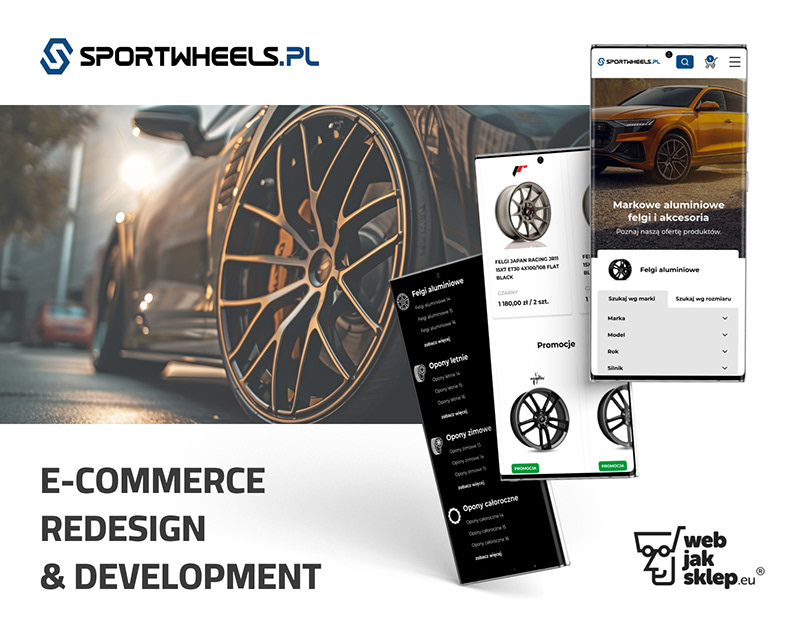 SPORTWHEELS.PL
SPORTWHEELS.PL
1
Markowe aluminiowe
felgi i akcesoria
Poznaj naszą ofertę produktów.
Felgi aluminiowe
Szukaj wg marki
Szukaj wg rozmiaru
Marka
Model
Rok
Silnik
FELGI JAPAN RACING JR11
15X7 ET30 4X100/108 FLAT
BLACK
CZARNY
1 180,00 zł / 2 szt.
Promocje
PROMOCJA
PROMOCJA
Felgi aluminiowe
Felgi aluminiowe 14
Felgi aluminiowe 15
Felgi aluminiowe 16
zobacz więcej
Opony letnie
Opony letnie 14
Opony letnie 15
Opony letnie 16
zobacz więcej
Opony zimowe
Opony zimowe 13
Opony zimowe 14
Opony zimowe 15
zobacz więcej
Opony całoroczne
Opony całoroczne 14
Opony całoroczne 15
Opony całoroczne 16
zobacz więcej
E-COMMERCE
REDESIGN
& DEVELOPMENT
web
jak
sklep.eu®